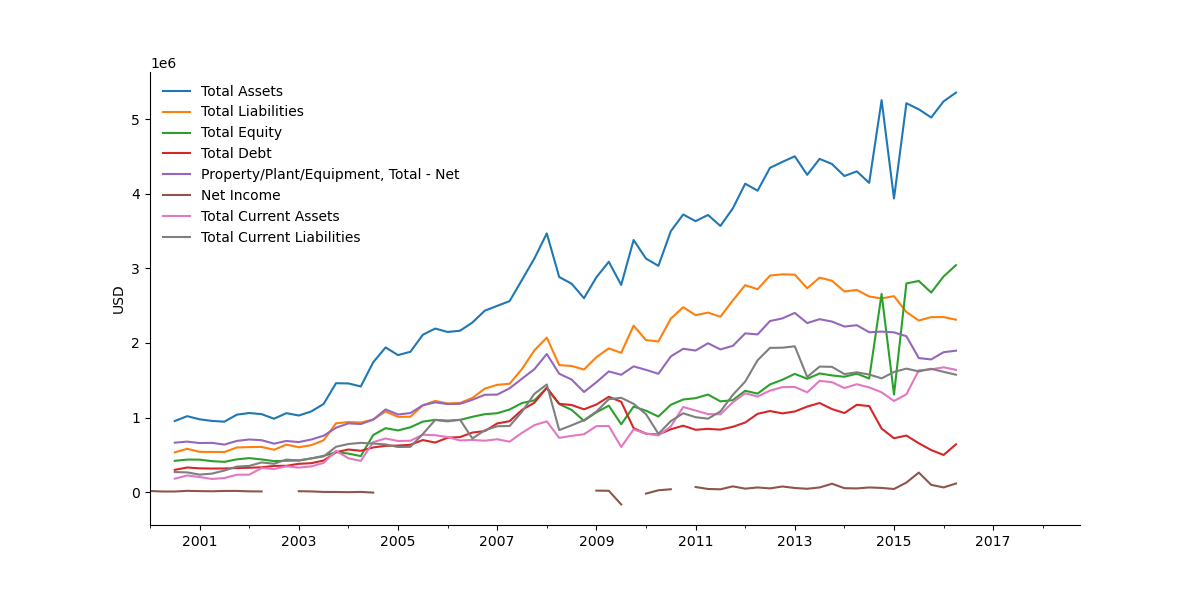 1e6
Total Assets
Total Liabilities
Total Equity
Total Debt
Property/Plant/Equipment, Total - Net
Net Income
Total Current Assets
Total Current Liabilities
5
4
3
2
1
0
USD
2001 2003 2005 2007 2009 2011 2013 2015 2017